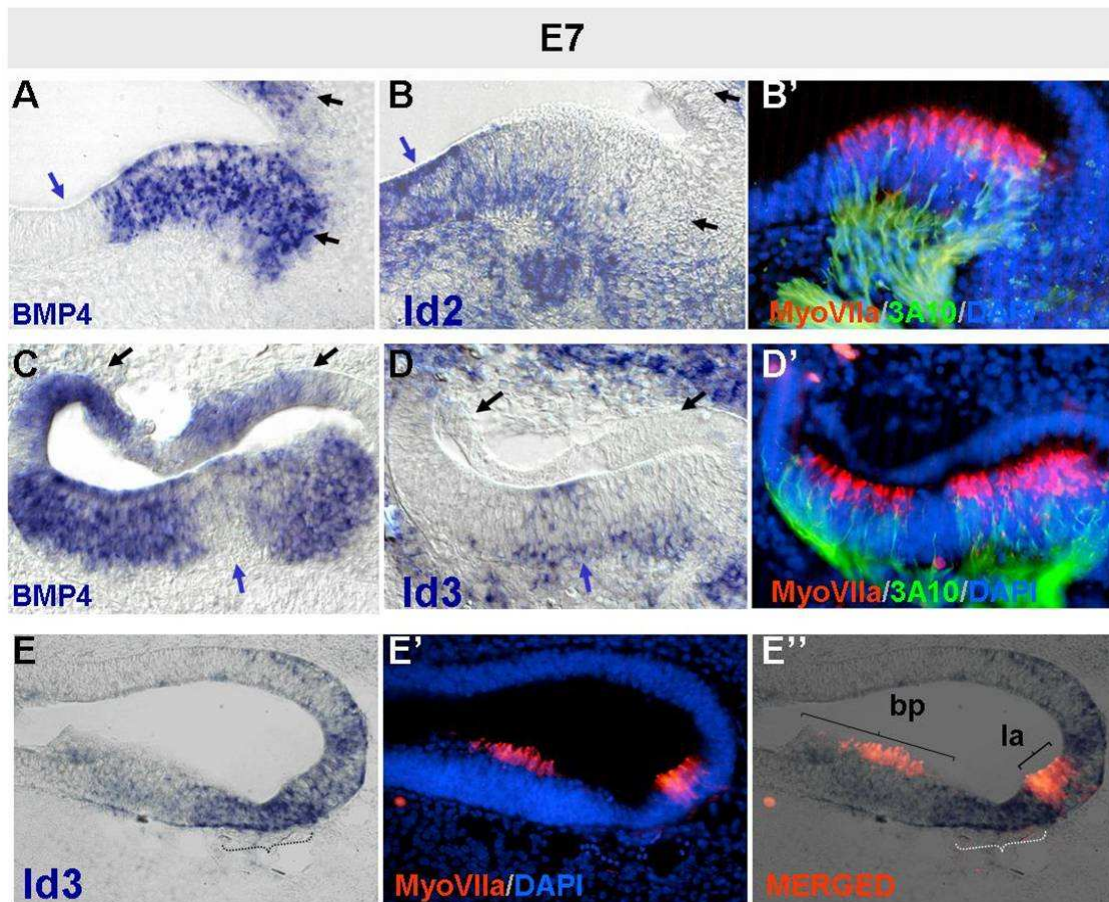 E7
A
BMP4
B
Id2
B’
MyoVIIa/3A10/DAPI
C
BMP4
D
Id3
D’
MyoVIIa/3A10/DAPI
E
Id3
E’
MyoVIIa/DAPI
E’’
bp
la
MERGED